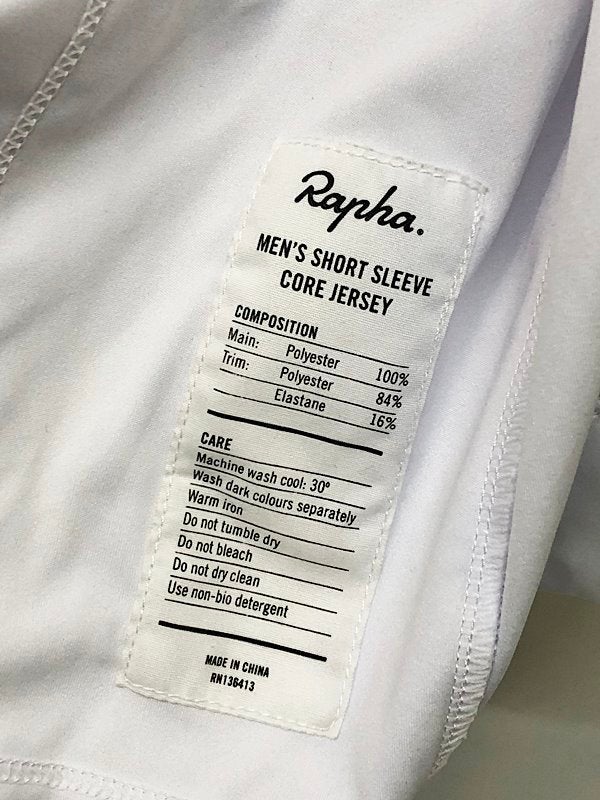 Rapha.
MEN'S SHORT SLEEVE
CORE JERSEY
COMPOSITION
Main: Polyester 100%
Trim: Polyester 84%
Elastane 16%
CARE
Machine wash cool: 30°
Wash dark colours separately
Warm iron
Do not tumble dry
Do not bleach
Do not dry clean
Use non-bio detergent
MADE IN CHINA
RN136413